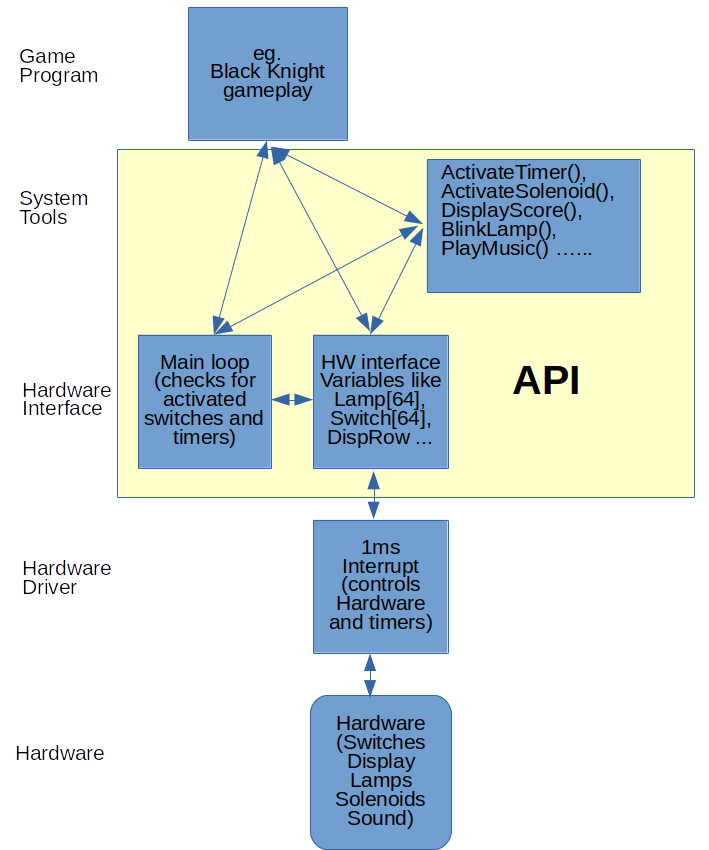 Game
Program
eg.
Black Knight
gameplay
System
Tools
ActivateTimer(),
ActivateSolenoid(),
DisplayScore(),
BlinkLamp(),
PlayMusic() …...
Hardware
Interface
Main loop
(checks for
activated
switches and
timers)
HW interface
Variables like
Lamp[64],
Switch[64],
DispRow ...
API
Hardware
Driver
1ms
Interrupt
(controls
Hardware
and timers)
Hardware
Hardware
(Switches
Display
Lamps
Solenoids
Sound)